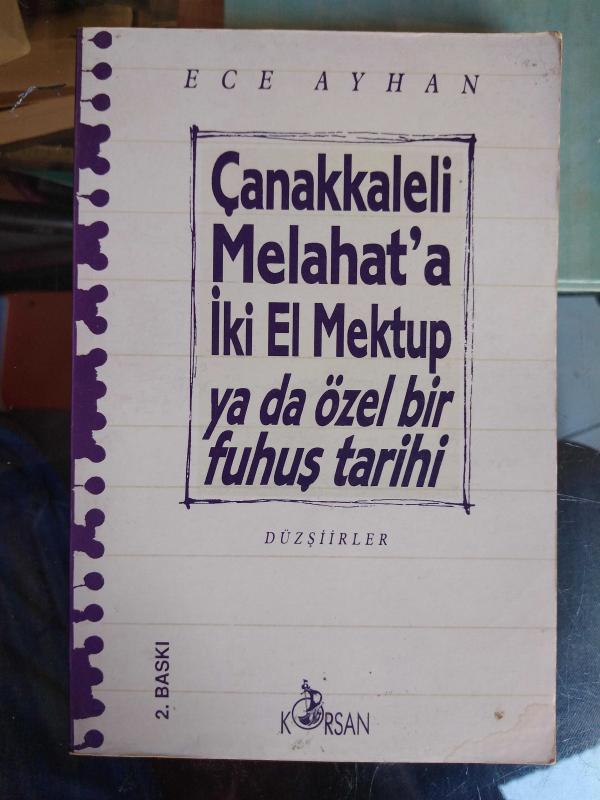 ECE AYHAN
Çanakkaleli
Melahat'a
İki El Mektup
ya da özel bir
fuhuş tarihi
DÜZŞİİRLER
2. BASKI
KORSAN